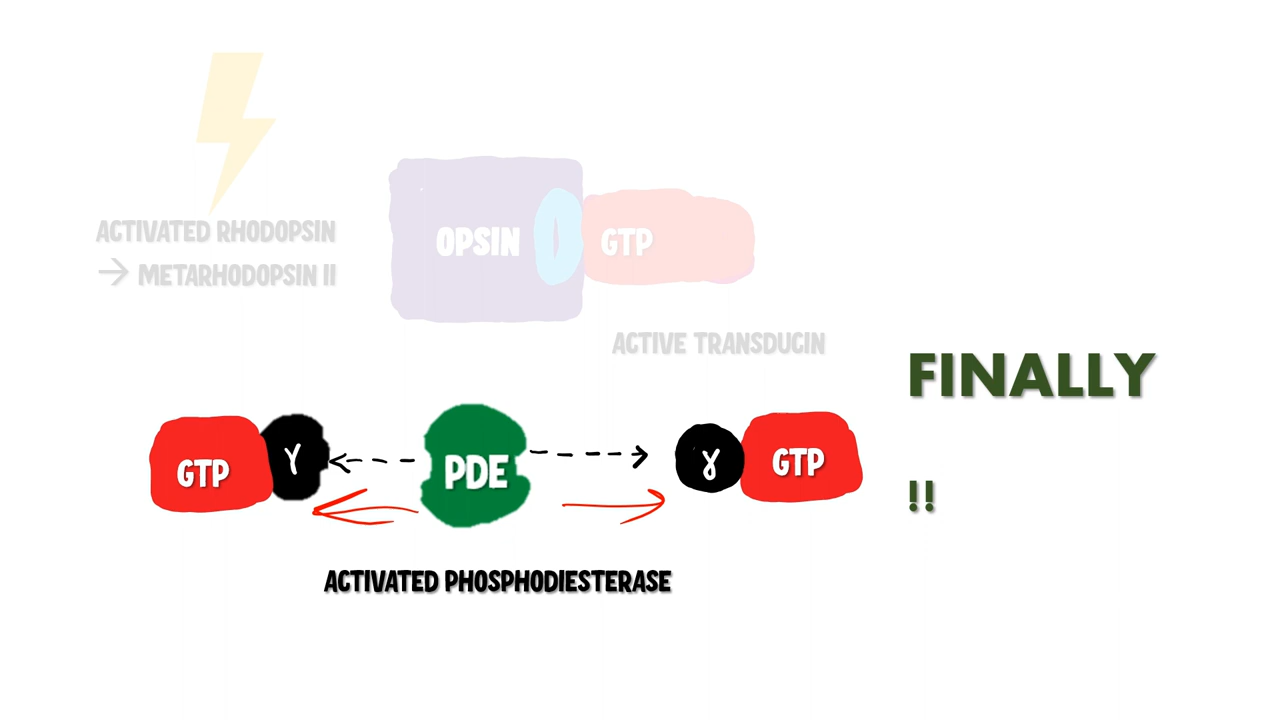 ACTIVATED RHODOPSIN
→ METARHODOPSIN II
OPSIN
GTP
ACTIVE TRANSDUCIN
FINALLY
GTP
γ
PDE
γ
GTP
!!
ACTIVATED PHOSPHODIESTERASE